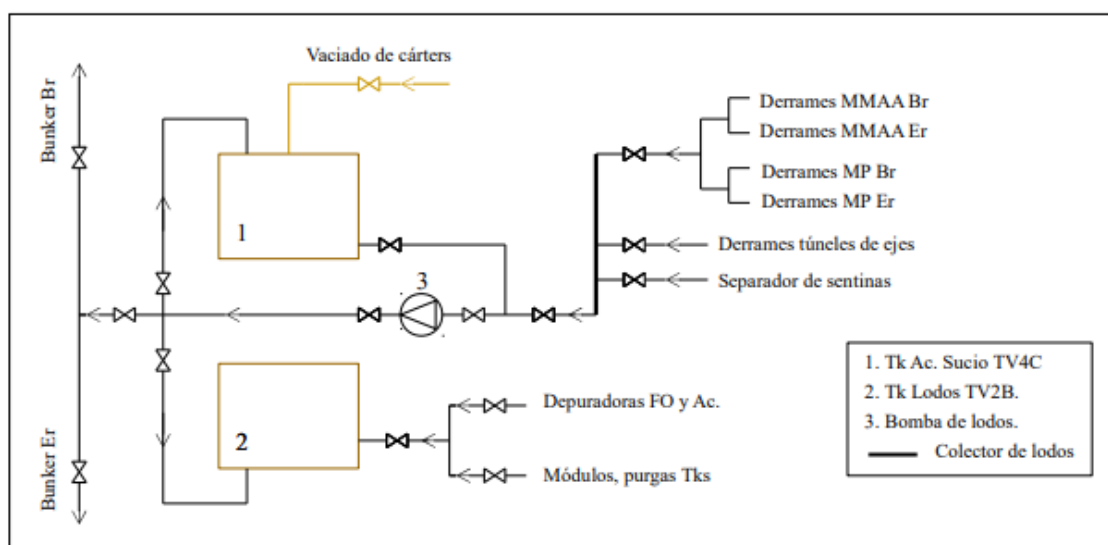 Vaciado de cárters
Bunker Br
Derrames MMAA Br
Derrames MMAA Er
Derrames MP Br
Derrames MP Er
1
Derrames túneles de ejes
Separador de sentinas
3
1. Tk Ac. Sucio TV4C
2. Tk Lodos TV2B.
3. Bomba de lodos.
Colector de lodos
2
Depuradoras FO y Ac.
Módulos, purgas Tks
Bunker Er